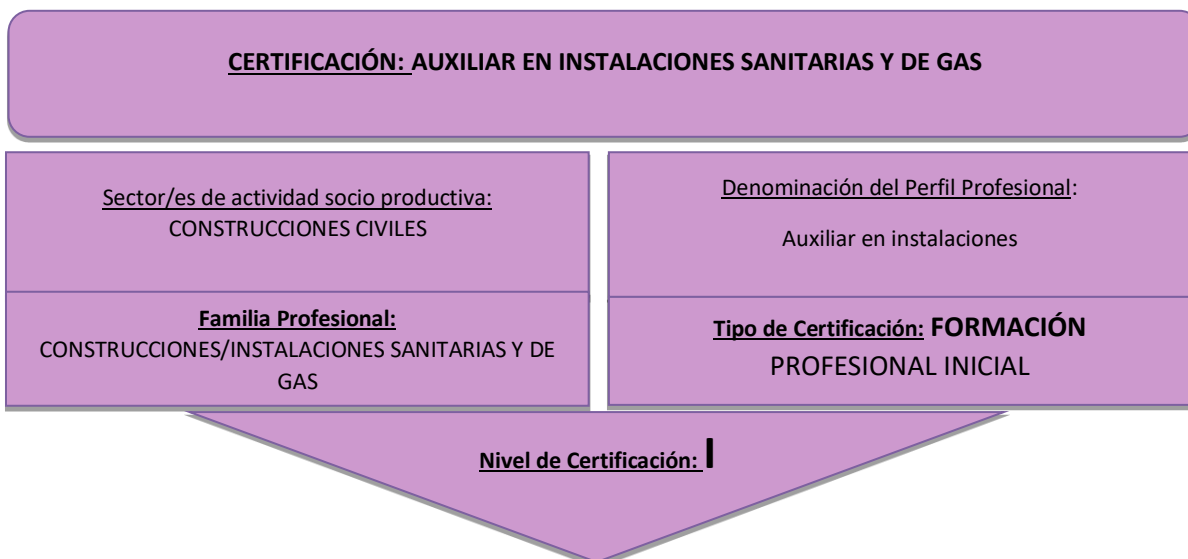 CERTIFICACIÓN: AUXILIAR EN INSTALACIONES SANITARIAS Y DE GAS
Sector/es de actividad socio productiva:
CONSTRUCCIONES CIVILES
Denominación del Perfil Profesional:
Auxiliar en instalaciones
Familia Profesional:
CONSTRUCCIONES/INSTALACIONES SANITARIAS Y DE
GAS
Tipo de Certificación: FORMACIÓN
PROFESIONAL INICIAL
Nivel de Certificación: I